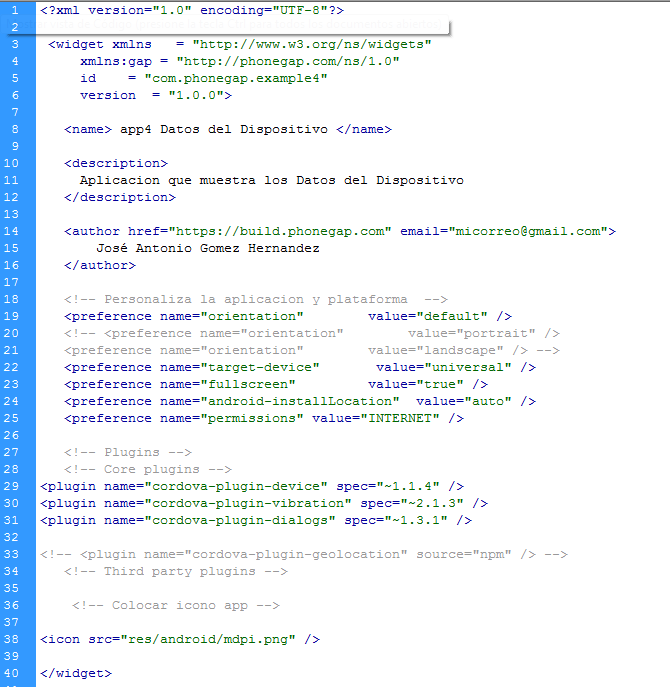 1 <?xml version="1.0" encoding="UTF-8"?>
2
3 <widget xmlns   = "http://www.w3.org/ns/widgets"
4 xmlns:gap = "http://phonegap.com/ns/1.0"
5 id    = "com.phonegap.example4"
6 version  = "1.0.0">
7
8 <name> app4 Datos del Dispositivo </name>
9
10 <description>
11 Aplicacion que muestra los Datos del Dispositivo
12 </description>
13
14 <author href="https://build.phonegap.com" email="micorreo@gmail.com">
15 José Antonio Gomez Hernandez
16 </author>
17
18 <!-- Personaliza la aplicacion y plataforma  -->
19 <preference name="orientation"        value="default" />
20 <!-- <preference name="orientation"        value="portrait" />
21 <preference name="orientation"        value="landscape" /> -->
22 <preference name="target-device"       value="universal" />
23 <preference name="fullscreen"         value="true" />
24 <preference name="android-installLocation"  value="auto" />
25 <preference name="permissions" value="INTERNET" />
26
27 <!-- Plugins -->
28 <!-- Core plugins -->
29 <plugin name="cordova-plugin-device" spec="~1.1.4" />
30 <plugin name="cordova-plugin-vibration" spec="~2.1.3" />
31 <plugin name="cordova-plugin-dialogs" spec="~1.3.1" />
32
33 <!-- <plugin name="cordova-plugin-geolocation" source="npm" /> -->
34 <!-- Third party plugins -->
35
36 <!-- Colocar icono app -->
37
38 <icon src="res/android/mdpi.png" />
39
40 </widget>